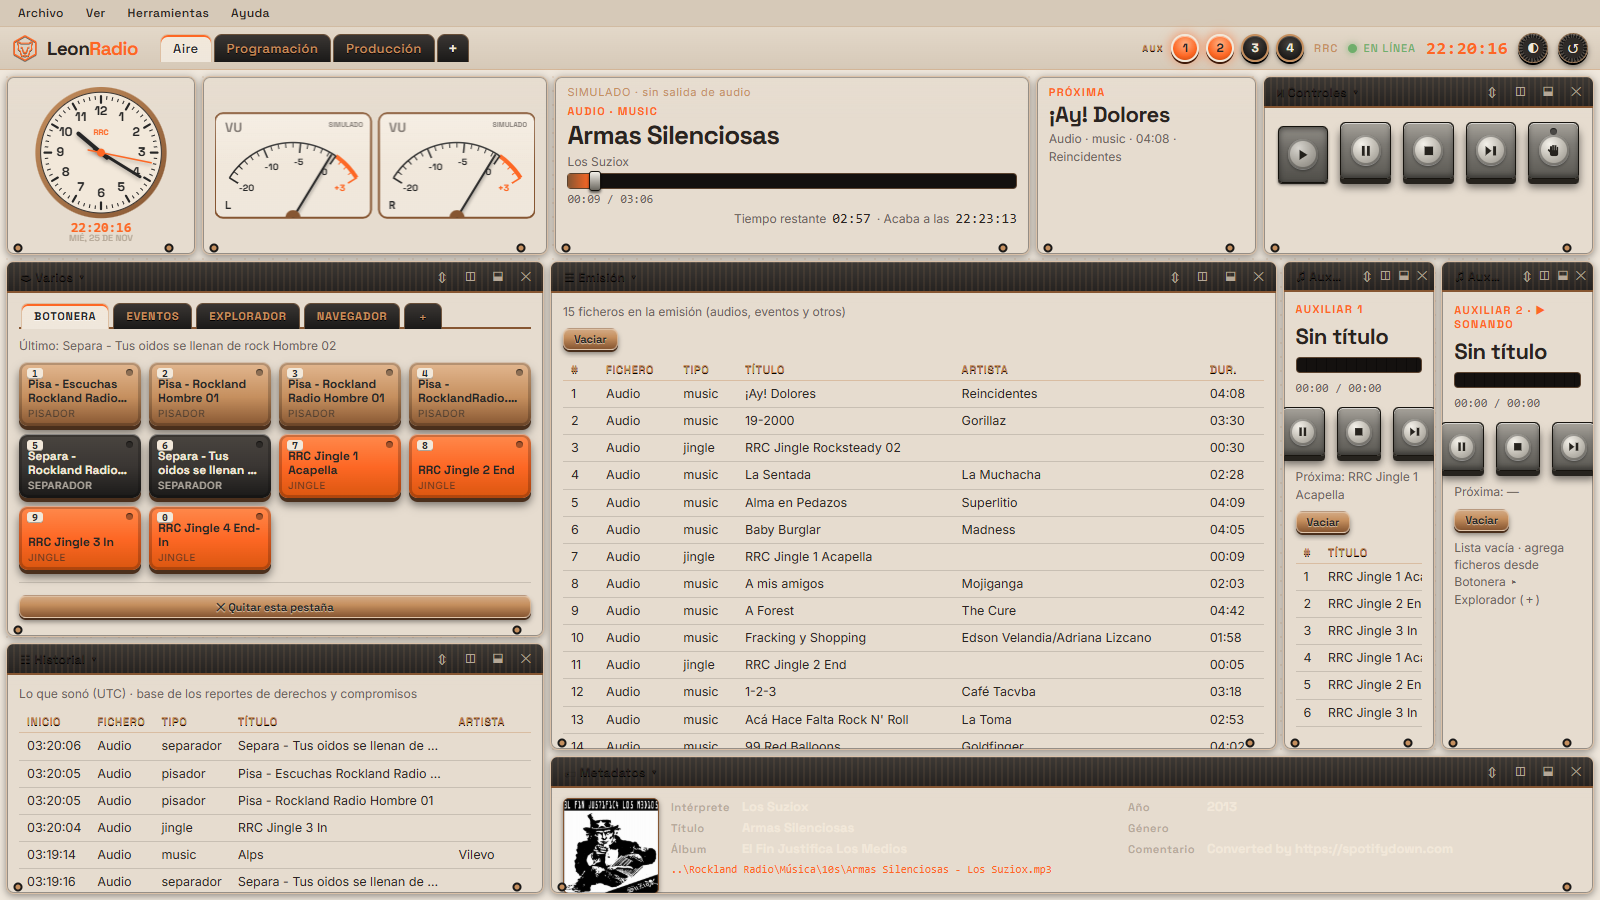 Archivo Ver Herramientas Ayuda
LeonRadio Aire Programación Producción + AUX 1 2 3 4 RRC EN LÍNEA 22:20:16
12 1 2 3 4 5 6 7 8 9 10 11
RRC
22:20:16
MIÉ, 25 DE NOV
VU SIMULADO
-20 -10 -5 0 +3
L
VU SIMULADO
-20 -10 -5 0 +3
R
SIMULADO · sin salida de audio
AUDIO · MUSIC
Armas Silenciosas
Los Suziox
00:09 / 03:06
Tiempo restante 02:57 · Acaba a las 22:23:13
PRÓXIMA
¡Ay! Dolores
Audio · music · 04:08 ·
Reincidentes
Controles
Varios
BOTONERA EVENTOS EXPLORADOR NAVEGADOR +
Último: Separa - Tus oidos se llenan de rock Hombre 02
1
Pisa - Escuchas
Rockland Radio...
PISADOR
2
Pisa - Rockland
Hombre 01
PISADOR
3
Pisa - Rockland
Radio Hombre 01
PISADOR
4
Pisa -
RocklandRadio....
PISADOR
5
Separa -
Rockland Radio...
SEPARADOR
6
Separa - Tus
oidos se llenan ...
SEPARADOR
7
RRC Jingle 1
Acapella
JINGLE
8
RRC Jingle 2 End
JINGLE
9
RRC Jingle 3 In
JINGLE
0
RRC Jingle 4 End-
In
JINGLE
Quitar esta pestaña
Historial
Lo que sonó (UTC) · base de los reportes de derechos y compromisos
INICIO FICHERO TIPO TÍTULO ARTISTA
03:20:06 Audio separador Separa - Tus oidos se llenan de ...
03:20:05 Audio pisador Pisa - Escuchas Rockland Radio ...
03:20:05 Audio pisador Pisa - Rockland Radio Hombre 01
03:20:04 Audio jingle RRC Jingle 3 In
03:19:14 Audio music Alps Vilevo
03:19:16 Audio separador Separa - Tus oidos se llenan de ...
Emisión
15 ficheros en la emisión (audios, eventos y otros)
Vaciar
# FICHERO TIPO TÍTULO ARTISTA DUR.
1 Audio music ¡Ay! Dolores Reincidentes 04:08
2 Audio music 19-2000 Gorillaz 03:30
3 Audio jingle RRC Jingle Rocksteady 02 00:30
4 Audio music La Sentada La Muchacha 02:28
5 Audio music Alma en Pedazos Superlitio 04:09
6 Audio music Baby Burglar Madness 04:05
7 Audio jingle RRC Jingle 1 Acapella 00:09
8 Audio music A mis amigos Mojiganga 02:03
9 Audio music A Forest The Cure 04:42
10 Audio music Fracking y Shopping Edson Velandia/Adriana Lizcano 01:58
11 Audio jingle RRC Jingle 2 End 00:05
12 Audio music 1-2-3 Café Tacvba 03:18
13 Audio music Acá Hace Falta Rock N' Roll La Toma 02:53
14 Audio music 99 Red Balloons Goldfinger 04:02
Aux...
AUXILIAR 1
Sin título
00:00 / 00:00
Próxima: RRC Jingle 1
Acapella
Vaciar
# TÍTULO
1 RRC Jingle 1 Aca
2 RRC Jingle 2 En
3 RRC Jingle 3 In
4 RRC Jingle 1 Aca
5 RRC Jingle 2 En
6 RRC Jingle 3 In
Aux...
AUXILIAR 2 · ▶
SONANDO
Sin título
00:00 / 00:00
Próxima: —
Vaciar
Lista vacía · agrega
ficheros desde
Botonera ▸
Explorador (+)
Metadatos
EL FIN JUSTIFICA LOS MEDIOS
Intérprete Los Suziox Año 2013
Título Armas Silenciosas Género
Álbum El Fin Justifica Los Medios Comentario Converted by https://spotifydown.com
..\Rockland Radio\Música\10s\Armas Silenciosas - Los Suziox.mp3